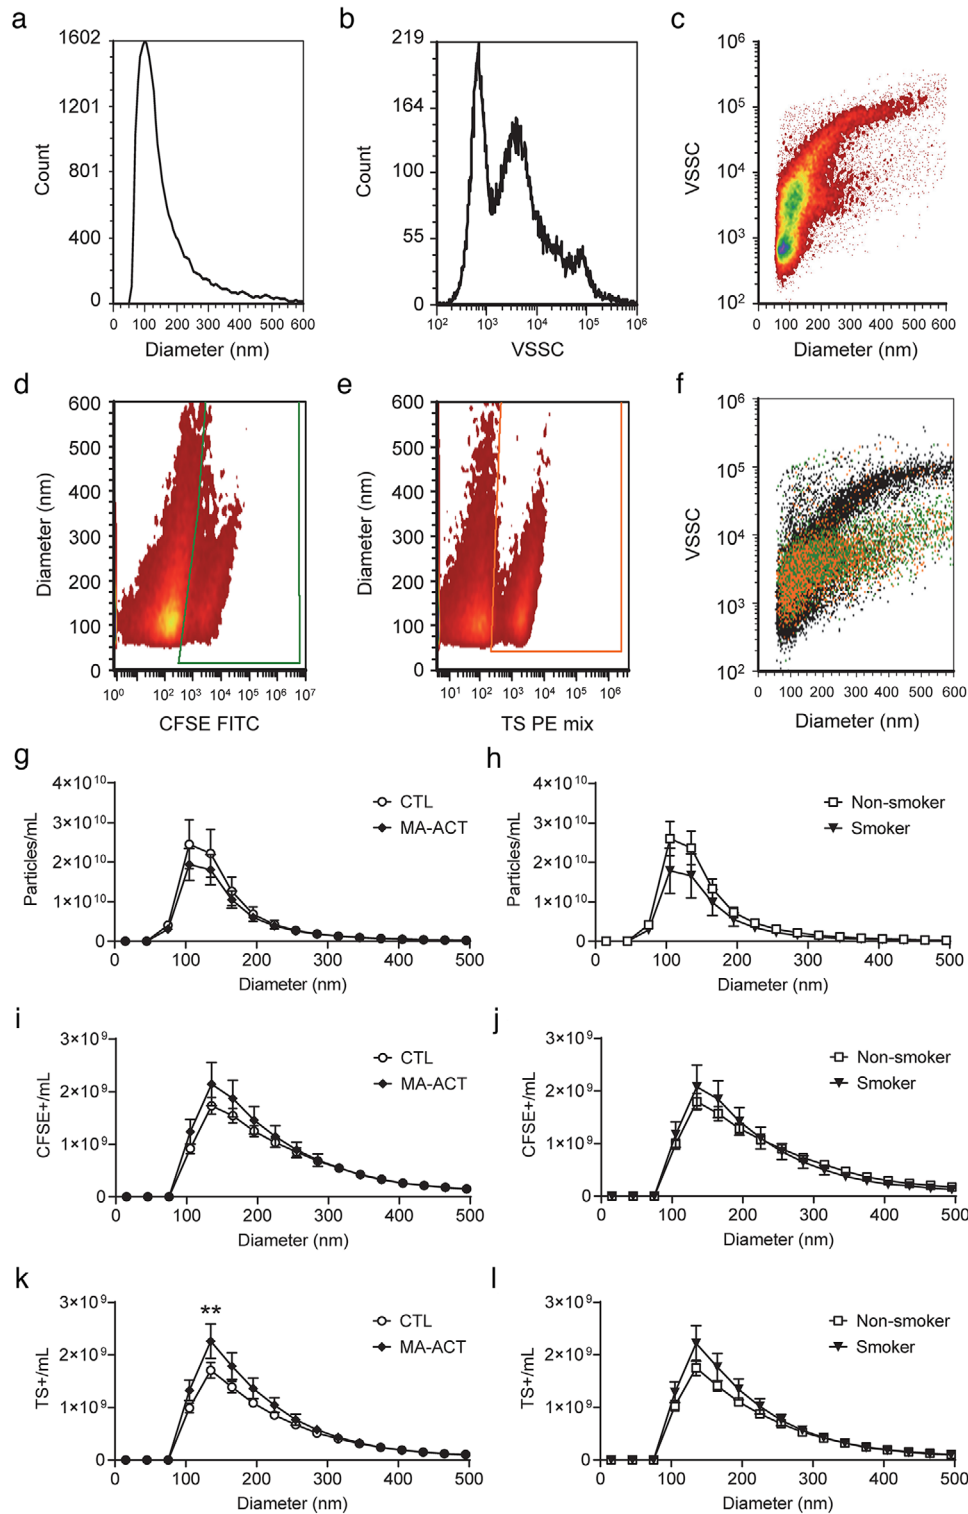 a
1602
1201
801
400
0
Count
0 100 200 300 400 500 600
Diameter (nm)
b
219
164
100
55
0
Count
10² 10³ 10⁴ 10⁵ 10⁶
VSSC
c
10⁶
10⁵
10⁴
10³
10²
VSSC
0 100 200 300 400 500 600
Diameter (nm)
d
600
500
400
300
200
100
0
Diameter (nm)
10⁰ 10² 10³ 10⁴ 10⁵ 10⁶ 10⁷
CFSE FITC
e
600
500
400
300
200
100
0
Diameter (nm)
10¹ 10² 10³ 10⁴ 10⁵ 10⁶
TS PE mix
f
10⁶
10⁵
10⁴
10³
10²
VSSC
0 100 200 300 400 500 600
Diameter (nm)
g
4×10¹⁰
3×10¹⁰
2×10¹⁰
1×10¹⁰
0
Particles/mL
CTL
MA-ACT
0 100 200 300 400 500
Diameter (nm)
h
4×10¹⁰
3×10¹⁰
2×10¹⁰
1×10¹⁰
0
Particles/mL
Non-smoker
Smoker
0 100 200 300 400 500
Diameter (nm)
i
3×10⁹
2×10⁹
1×10⁹
0
CFSE+/mL
CTL
MA-ACT
0 100 200 300 400 500
Diameter (nm)
j
3×10⁹
2×10⁹
1×10⁹
0
CFSE+/mL
Non-smoker
Smoker
0 100 200 300 400 500
Diameter (nm)
k
3×10⁹
2×10⁹
1×10⁹
0
TS+/mL
**
CTL
MA-ACT
0 100 200 300 400 500
Diameter (nm)
l
3×10⁹
2×10⁹
1×10⁹
0
TS+/mL
Non-smoker
Smoker
0 100 200 300 400 500
Diameter (nm)